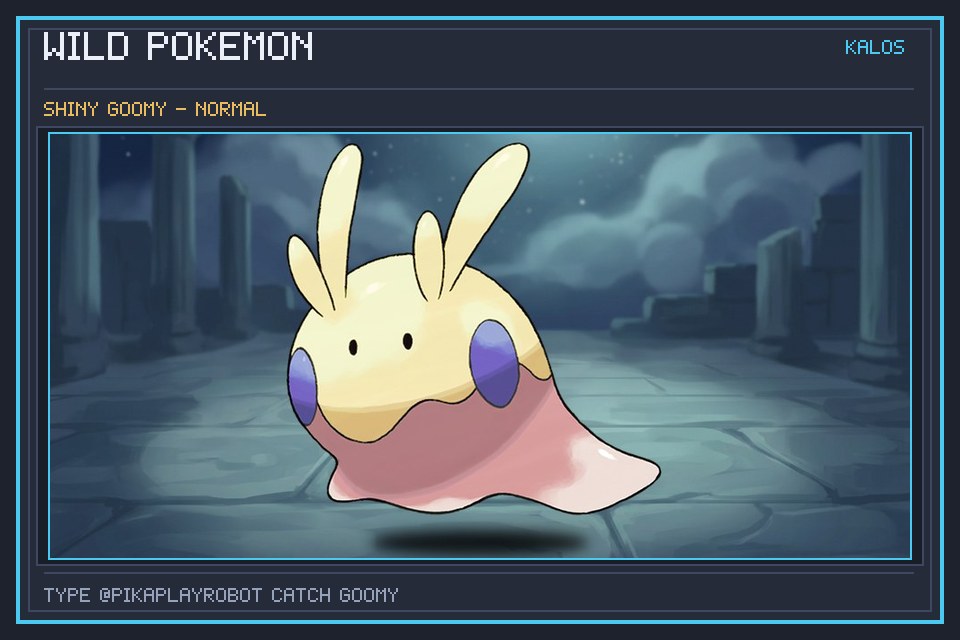 WILD POKEMON
KALOS
SHINY GOOMY - NORMAL
TYPE @PIKAPLAYROBOT CATCH GOOMY